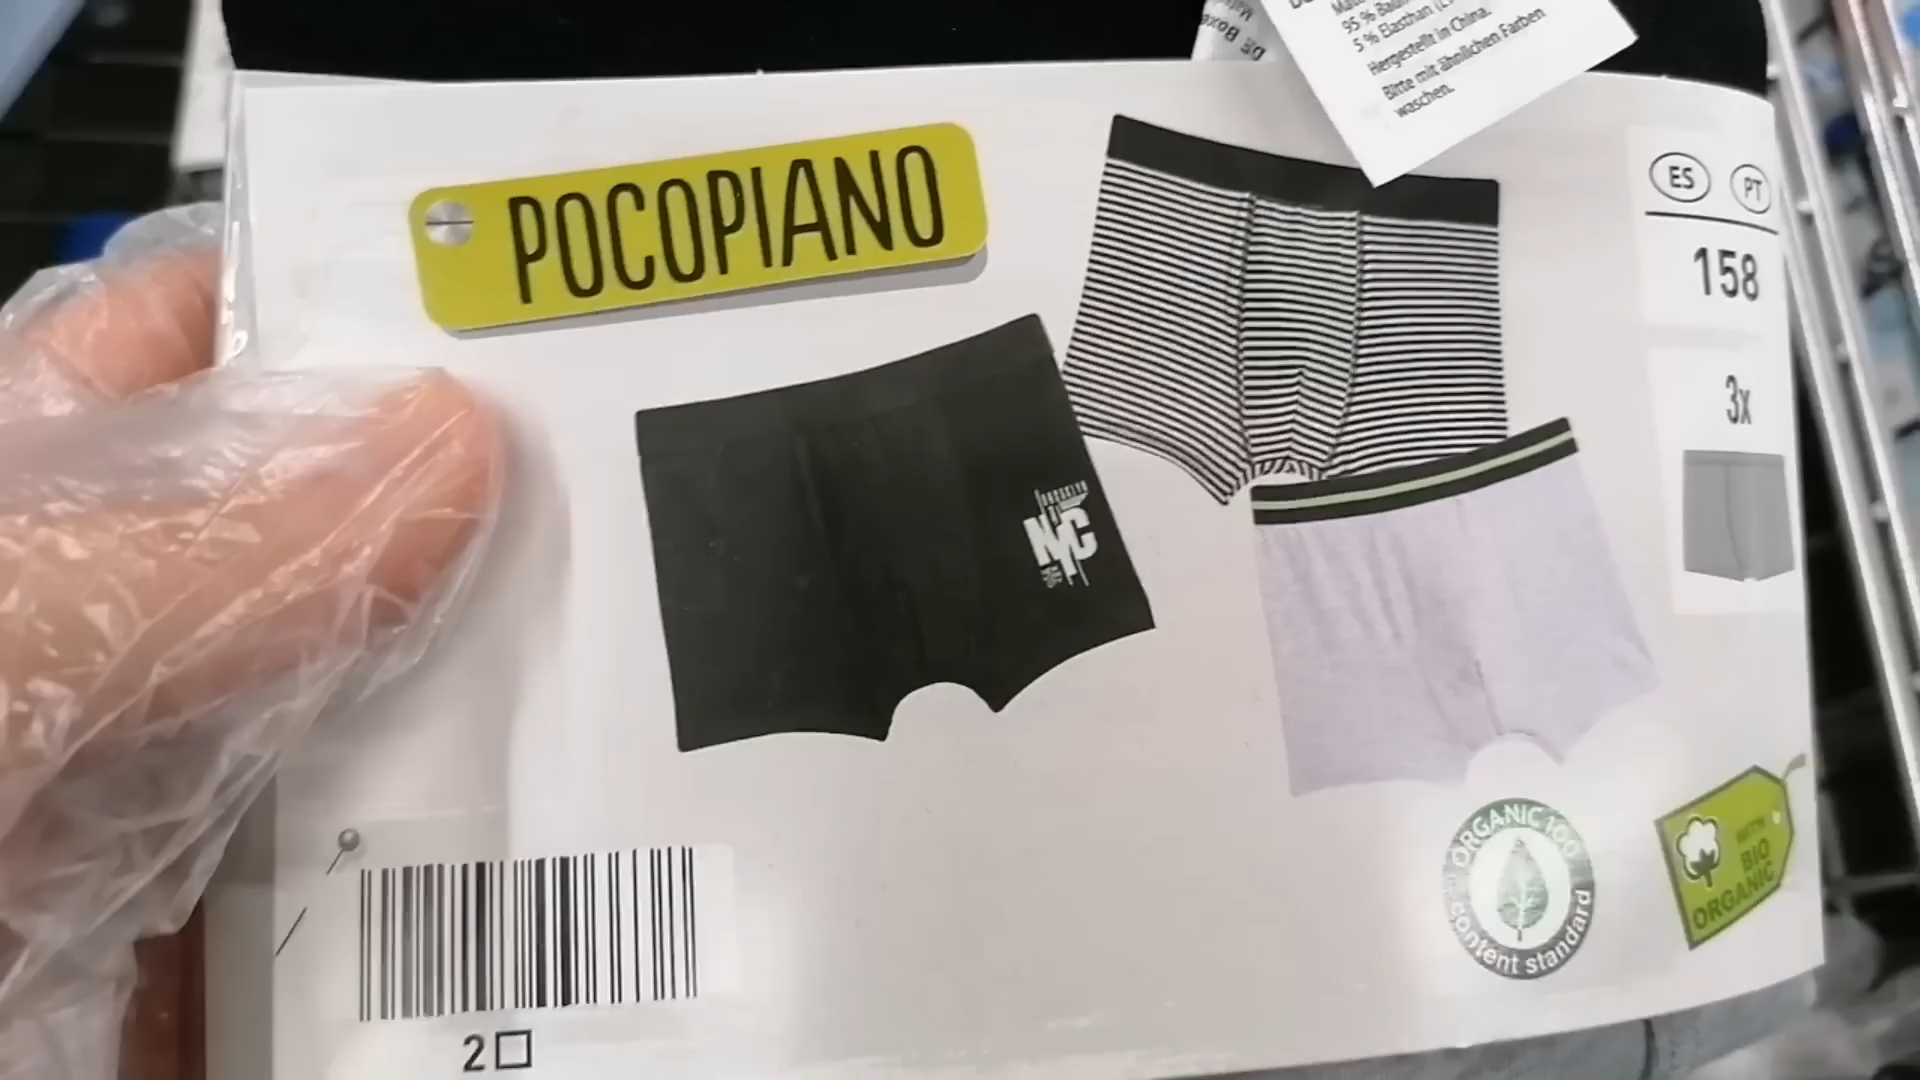 95 %
5 % Elasthan
Hergestellt in China.
Bitte mit ähnlichen Farben
waschen.
POCOPIANO
ES PT
158
3x
BROOKLYN
NYC
ORGANIC 100
content standard
WITH
BIO
ORGANIC
2